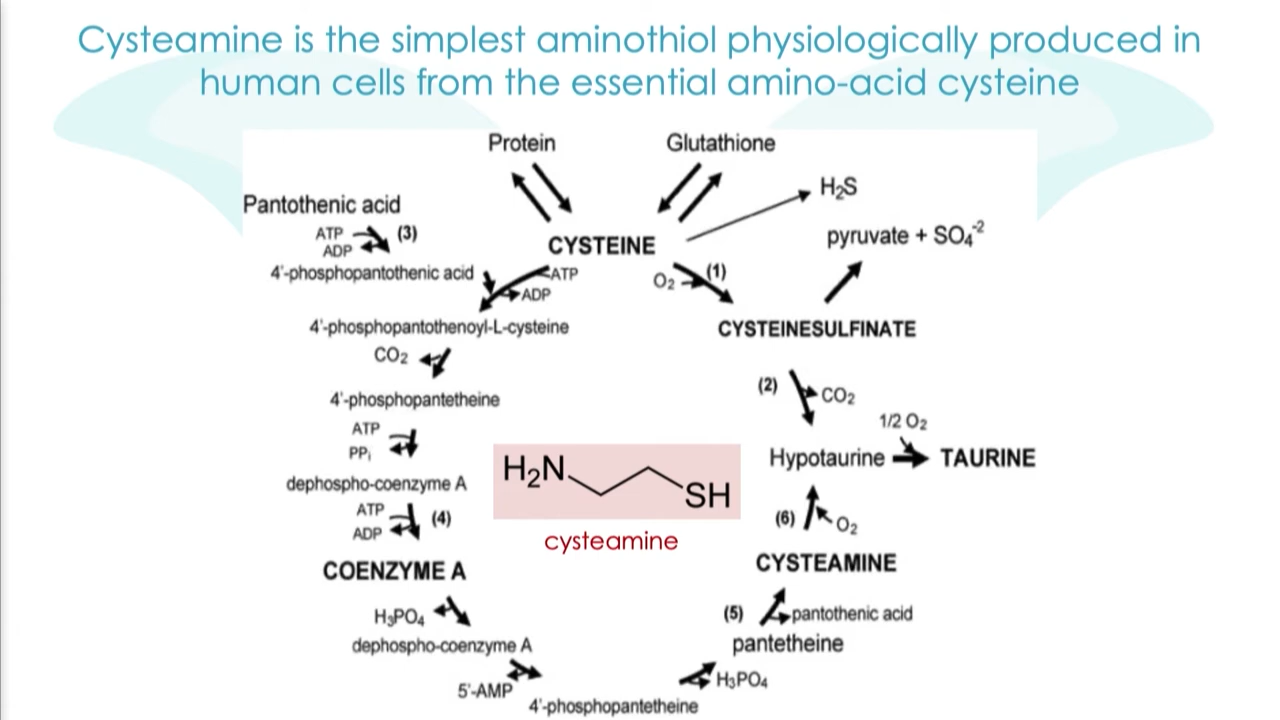 Cysteamine is the simplest aminothiol physiologically produced in
human cells from the essential amino-acid cysteine
Protein
Glutathione
H₂S
Pantothenic acid
ATP
ADP
(3)
CYSTEINE
pyruvate + SO₄⁻²
4'-phosphopantothenic acid
ATP
ADP
O₂
(1)
4'-phosphopantothenoyl-L-cysteine
CYSTEINESULFINATE
CO₂
4'-phosphopantetheine
(2)
CO₂
1/2 O₂
ATP
PPᵢ
Hypotaurine
TAURINE
H₂N
SH
dephospho-coenzyme A
ATP
ADP
(4)
cysteamine
(6)
O₂
COENZYME A
CYSTEAMINE
H₃PO₄
(5)
pantothenic acid
dephospho-coenzyme A
pantetheine
5'-AMP
H₃PO₄
4'-phosphopantetheine